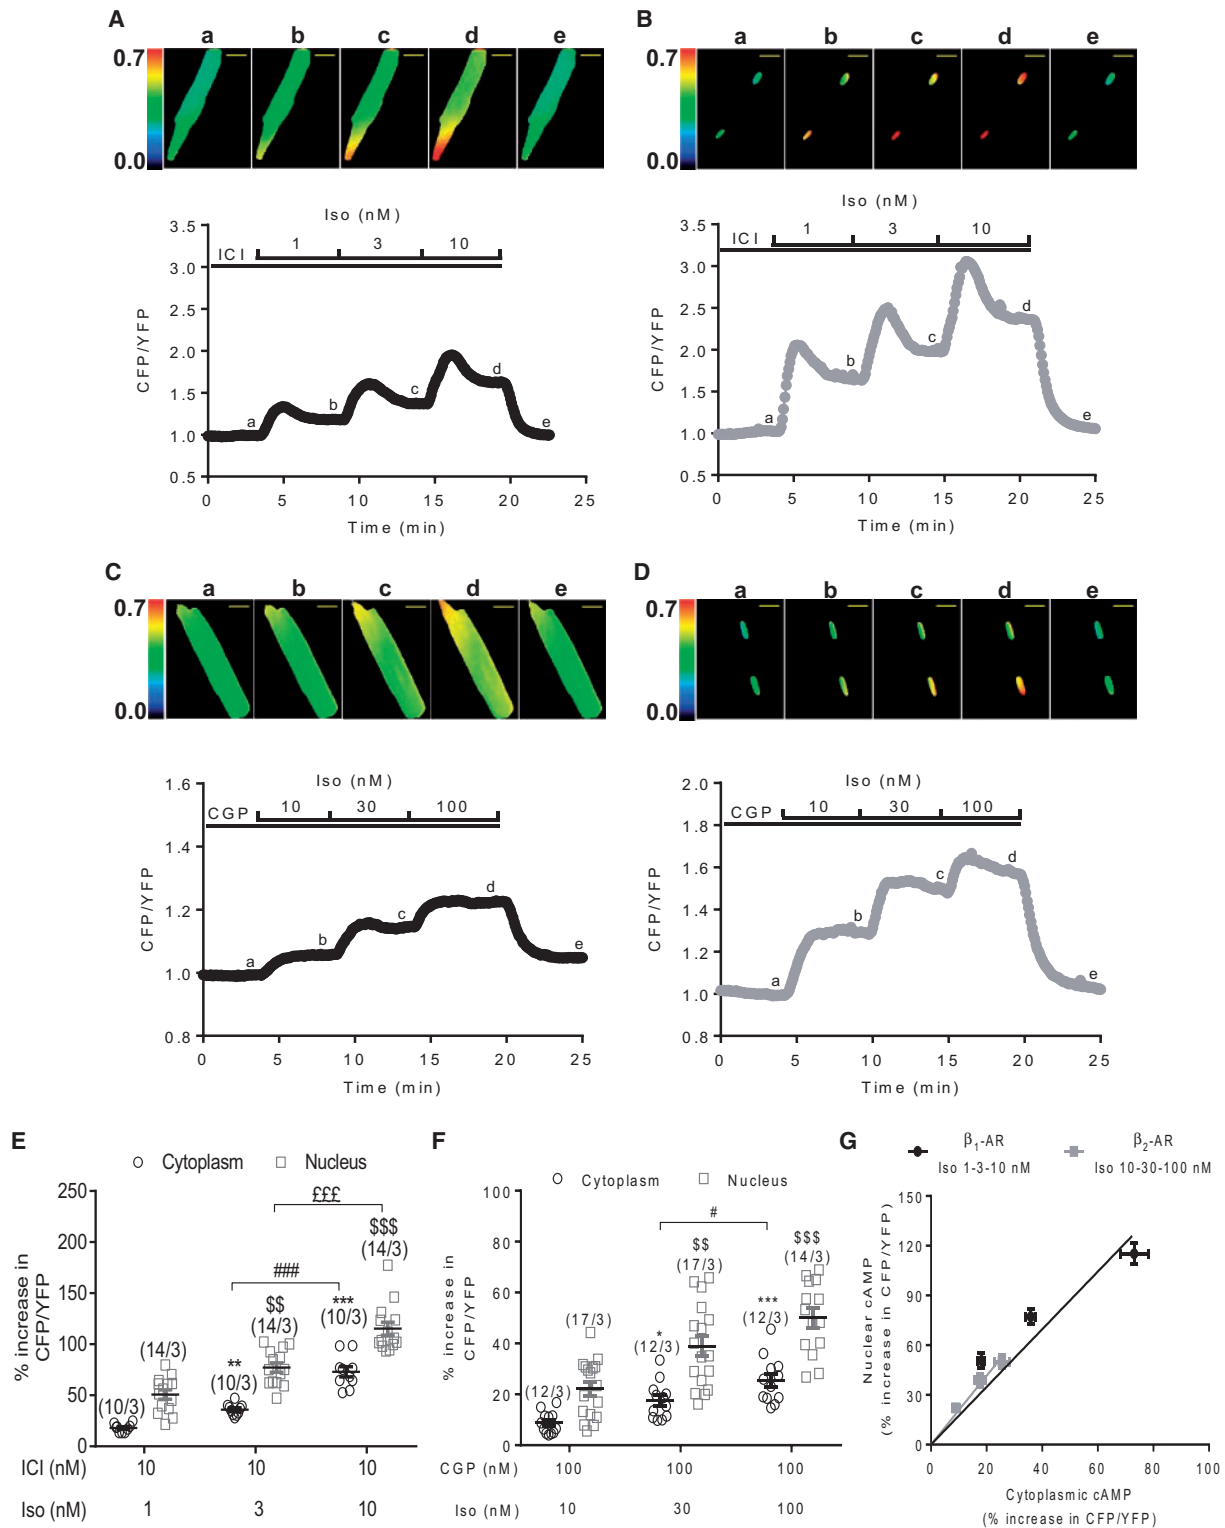 A
a b c d e
0.7
0.0
Iso (nM)
ICI 1 3 10
3.5
3.0
2.5
2.0
1.5
1.0
0.5
CFP/YFP
a b c d e
0 5 10 15 20 25
Time (min)
B
a b c d e
0.7
0.0
Iso (nM)
ICI 1 3 10
3.5
3.0
2.5
2.0
1.5
1.0
0.5
CFP/YFP
a b c d e
0 5 10 15 20 25
Time (min)
C
a b c d e
0.7
0.0
Iso (nM)
CGP 10 30 100
1.6
1.4
1.2
1.0
0.8
CFP/YFP
a b c d e
0 5 10 15 20 25
Time (min)
D
a b c d e
0.7
0.0
Iso (nM)
CGP 10 30 100
2.0
1.8
1.6
1.4
1.2
1.0
0.8
CFP/YFP
a b c d e
0 5 10 15 20 25
Time (min)
E
Cytoplasm Nucleus
250
200
150
100
50
0
% increase in
CFP/YFP
£££
$$$
(14/3)
###
$$
(14/3)
***
(10/3)
(14/3)
**
(10/3)
(10/3)
ICI (nM) 10 10 10
Iso (nM) 1 3 10
F
Cytoplasm Nucleus
100
80
60
40
20
0
% increase in
CFP/YFP
#
$$
(17/3)
$$$
(14/3)
(17/3)
*
(12/3)
***
(12/3)
(12/3)
CGP (nM) 100 100 100
Iso (nM) 10 30 100
G
β1-AR
Iso 1-3-10 nM
β2-AR
Iso 10-30-100 nM
150
120
90
60
30
0
Nuclear cAMP
(% increase in CFP/YFP)
0 20 40 60 80 100
Cytoplasmic cAMP
(% increase in CFP/YFP)